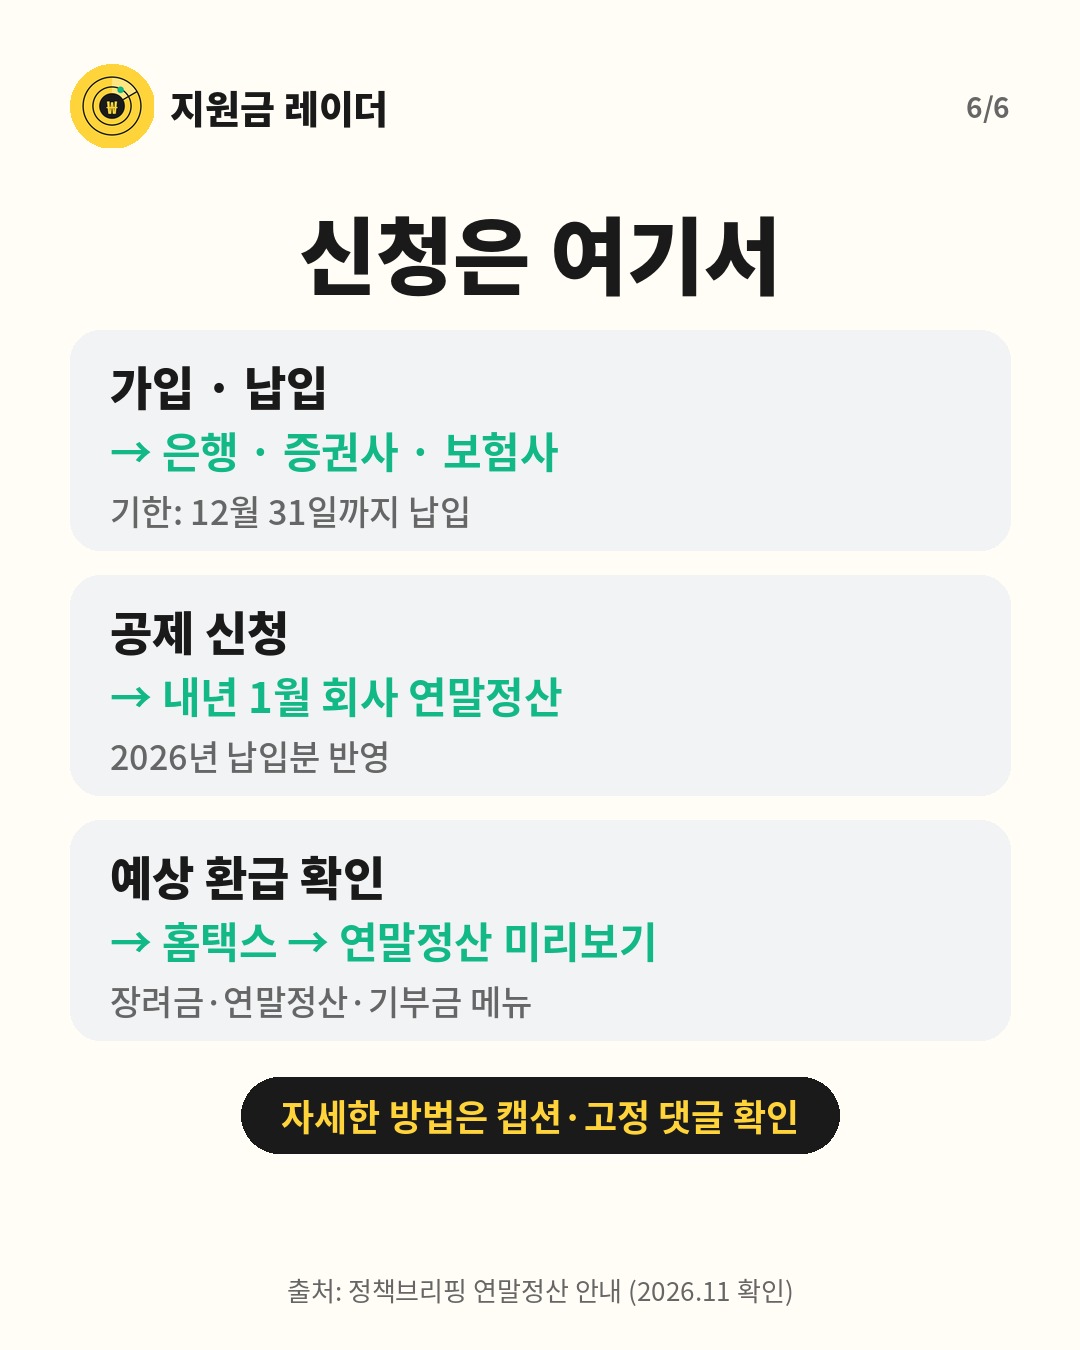 지원금 레이더
6/6
신청은 여기서
가입 · 납입
→ 은행 · 증권사 · 보험사
기한: 12월 31일까지 납입
공제 신청
→ 내년 1월 회사 연말정산
2026년 납입분 반영
예상 환급 확인
→ 홈택스 → 연말정산 미리보기
장려금·연말정산·기부금 메뉴
자세한 방법은 캡션·고정 댓글 확인
출처: 정책브리핑 연말정산 안내 (2026.11 확인)